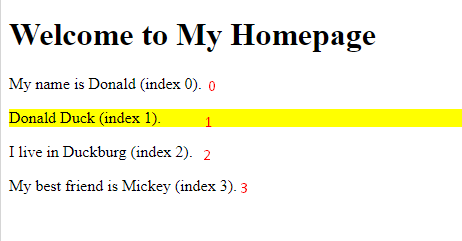 Welcome to My Homepage
My name is Donald (index 0). 0
Donald Duck (index 1). 1
I live in Duckburg (index 2). 2
My best friend is Mickey (index 3). 3